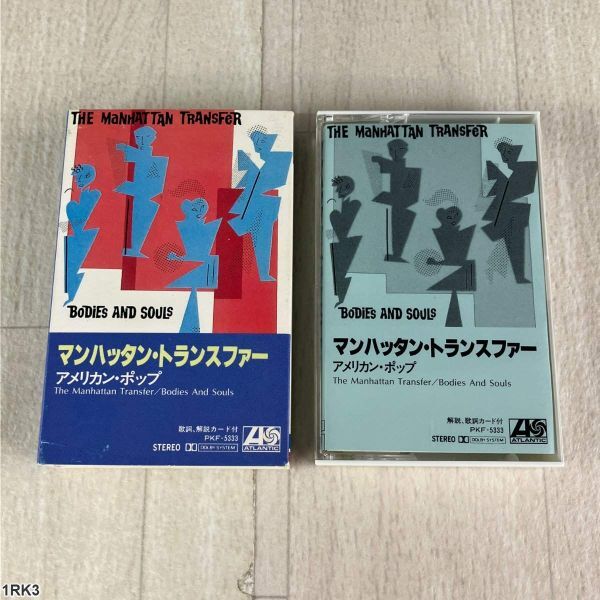 THE MANHATTAN TRANSFER
BODIES AND SOULS
マンハッタン・トランスファー
アメリカン・ポップ
The Manhattan Transfer/Bodies And Souls
歌詞、解説カード付
PKF-5333
STEREO DOLBY SYSTEM
ATLANTIC
THE MANHATTAN TRANSFER
BODIES AND SOULS
マンハッタン・トランスファー
アメリカン・ポップ
The Manhattan Transfer/Bodies And Souls
解説、歌詞カード付
PKF-5333
STEREO DOLBY SYSTEM
ATLANTIC
1RK3